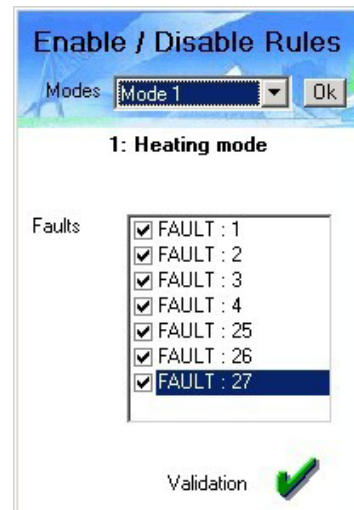 Enable / Disable Rules
Modes Mode 1 Ok
1: Heating mode
Faults
FAULT : 1
FAULT : 2
FAULT : 3
FAULT : 4
FAULT : 25
FAULT : 26
FAULT : 27
Validation